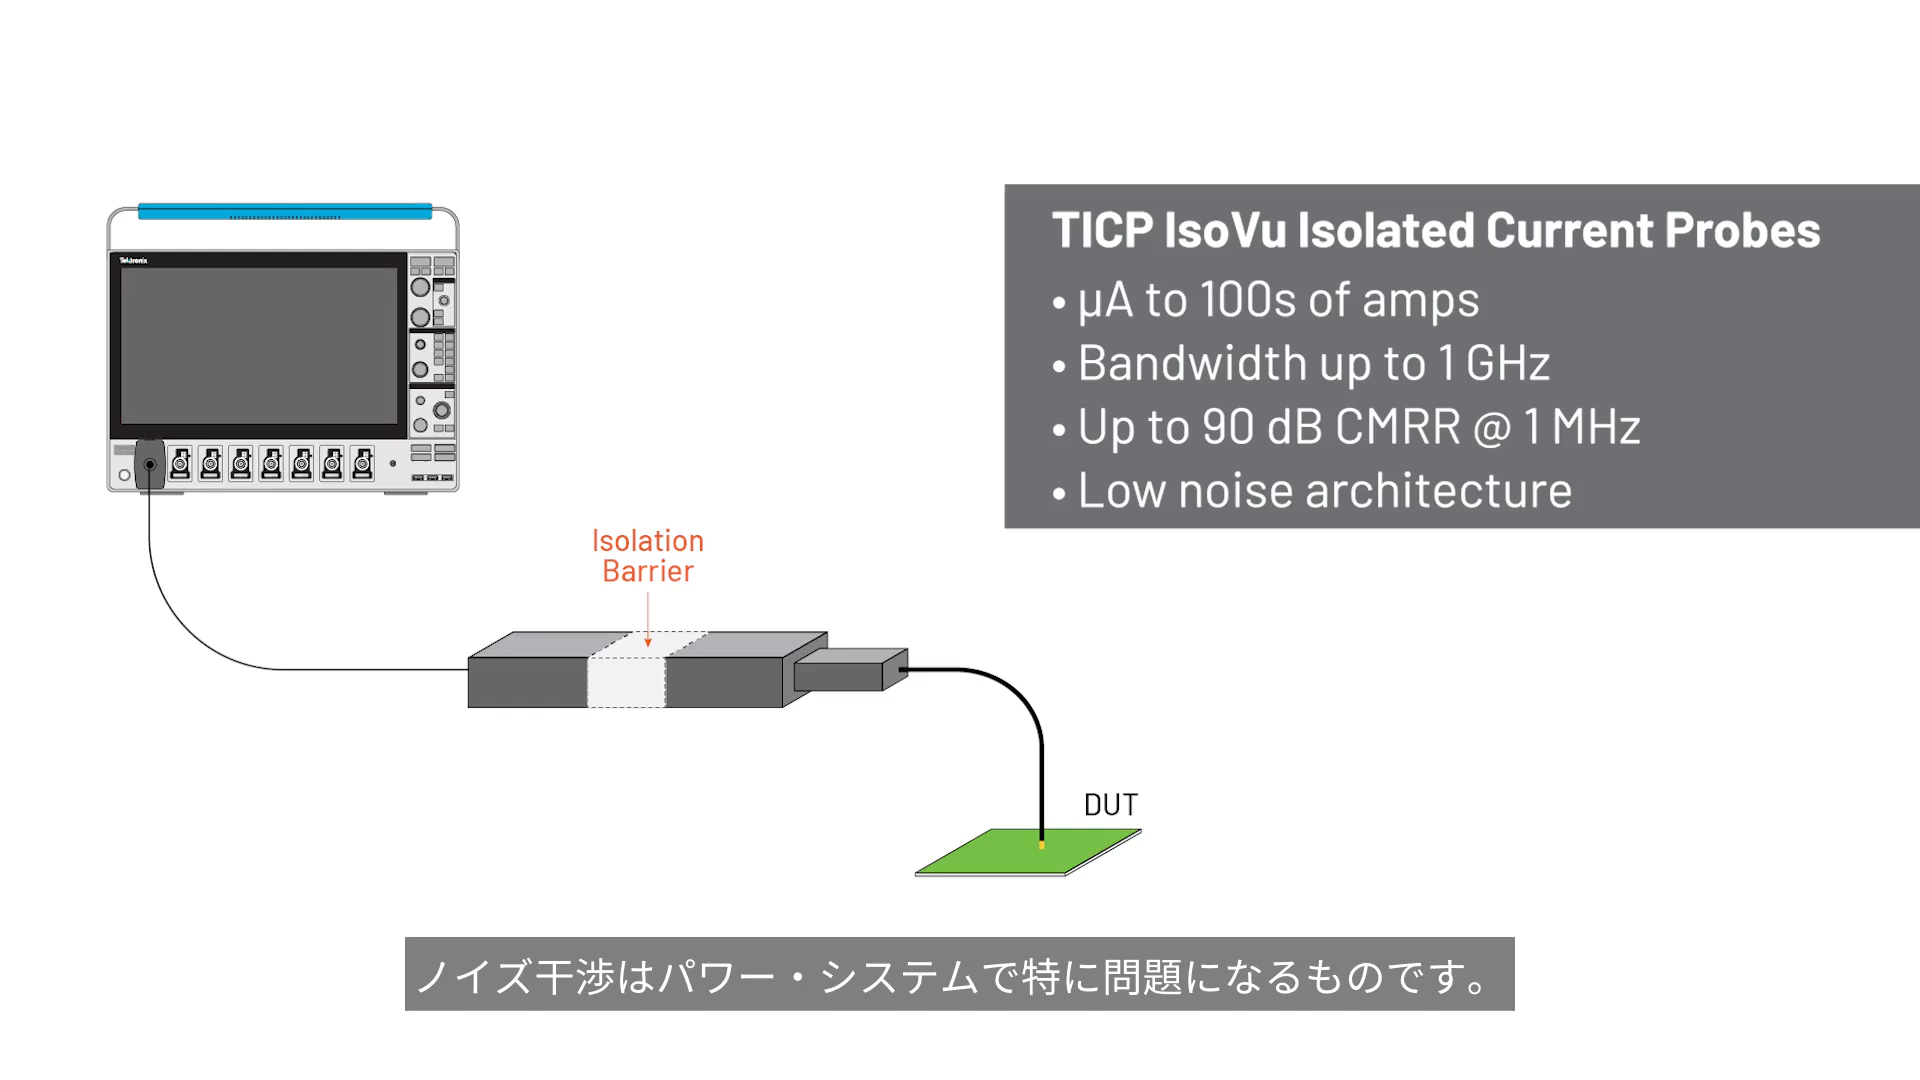 Tektronix
TICP IsoVu Isolated Current Probes
• µA to 100s of amps
• Bandwidth up to 1 GHz
• Up to 90 dB CMRR @ 1 MHz
• Low noise architecture
Isolation
Barrier
DUT
ノイズ干渉はパワー・システムで特に問題になるものです。